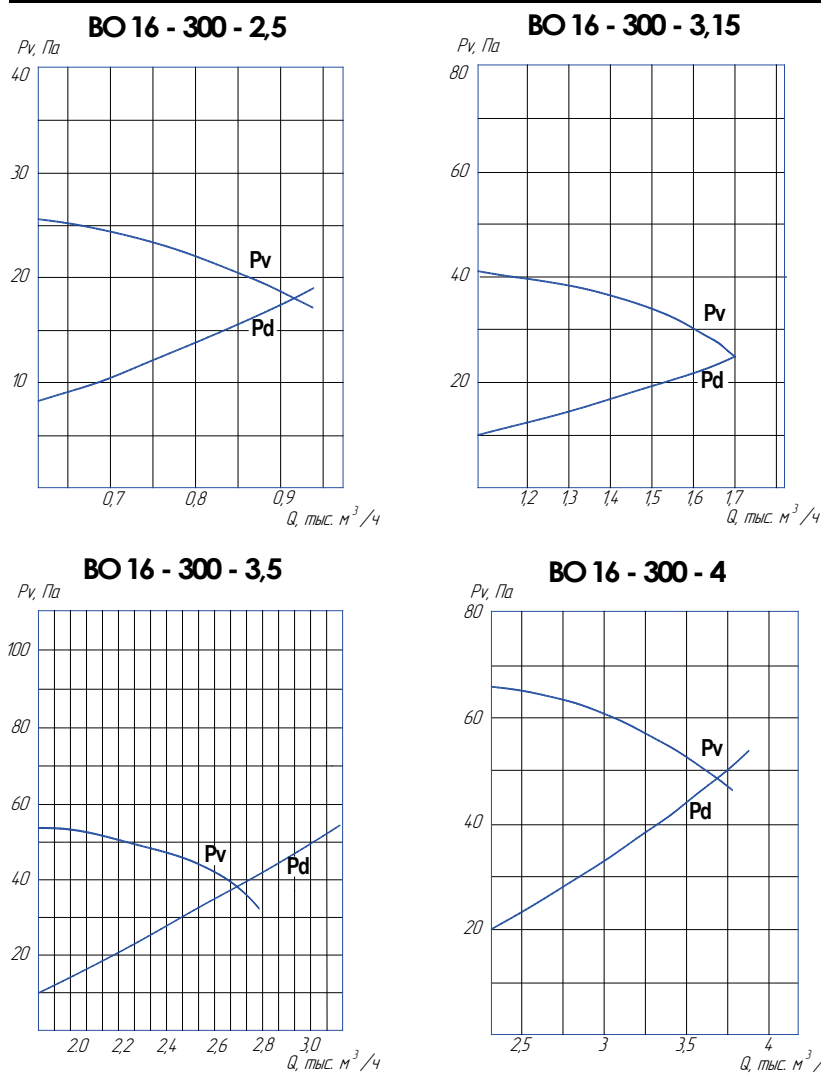 ВО 16 - 300 - 2,5
Pv, Па
40
30
20
10
Pv
Pd
0,7 0,8 0,9
Q, тыс. м³/ч
ВО 16 - 300 - 3,15
Pv, Па
80
60
40
20
Pv
Pd
1,2 1,3 1,4 1,5 1,6 1,7
Q, тыс. м³/ч
ВО 16 - 300 - 3,5
Pv, Па
100
80
60
40
20
Pv
Pd
2.0 2,2 2,4 2,6 2,8 3,0
Q, тыс. м³/ч
ВО 16 - 300 - 4
Pv, Па
80
60
40
20
Pv
Pd
2,5 3 3,5 4
Q, тыс. м³/